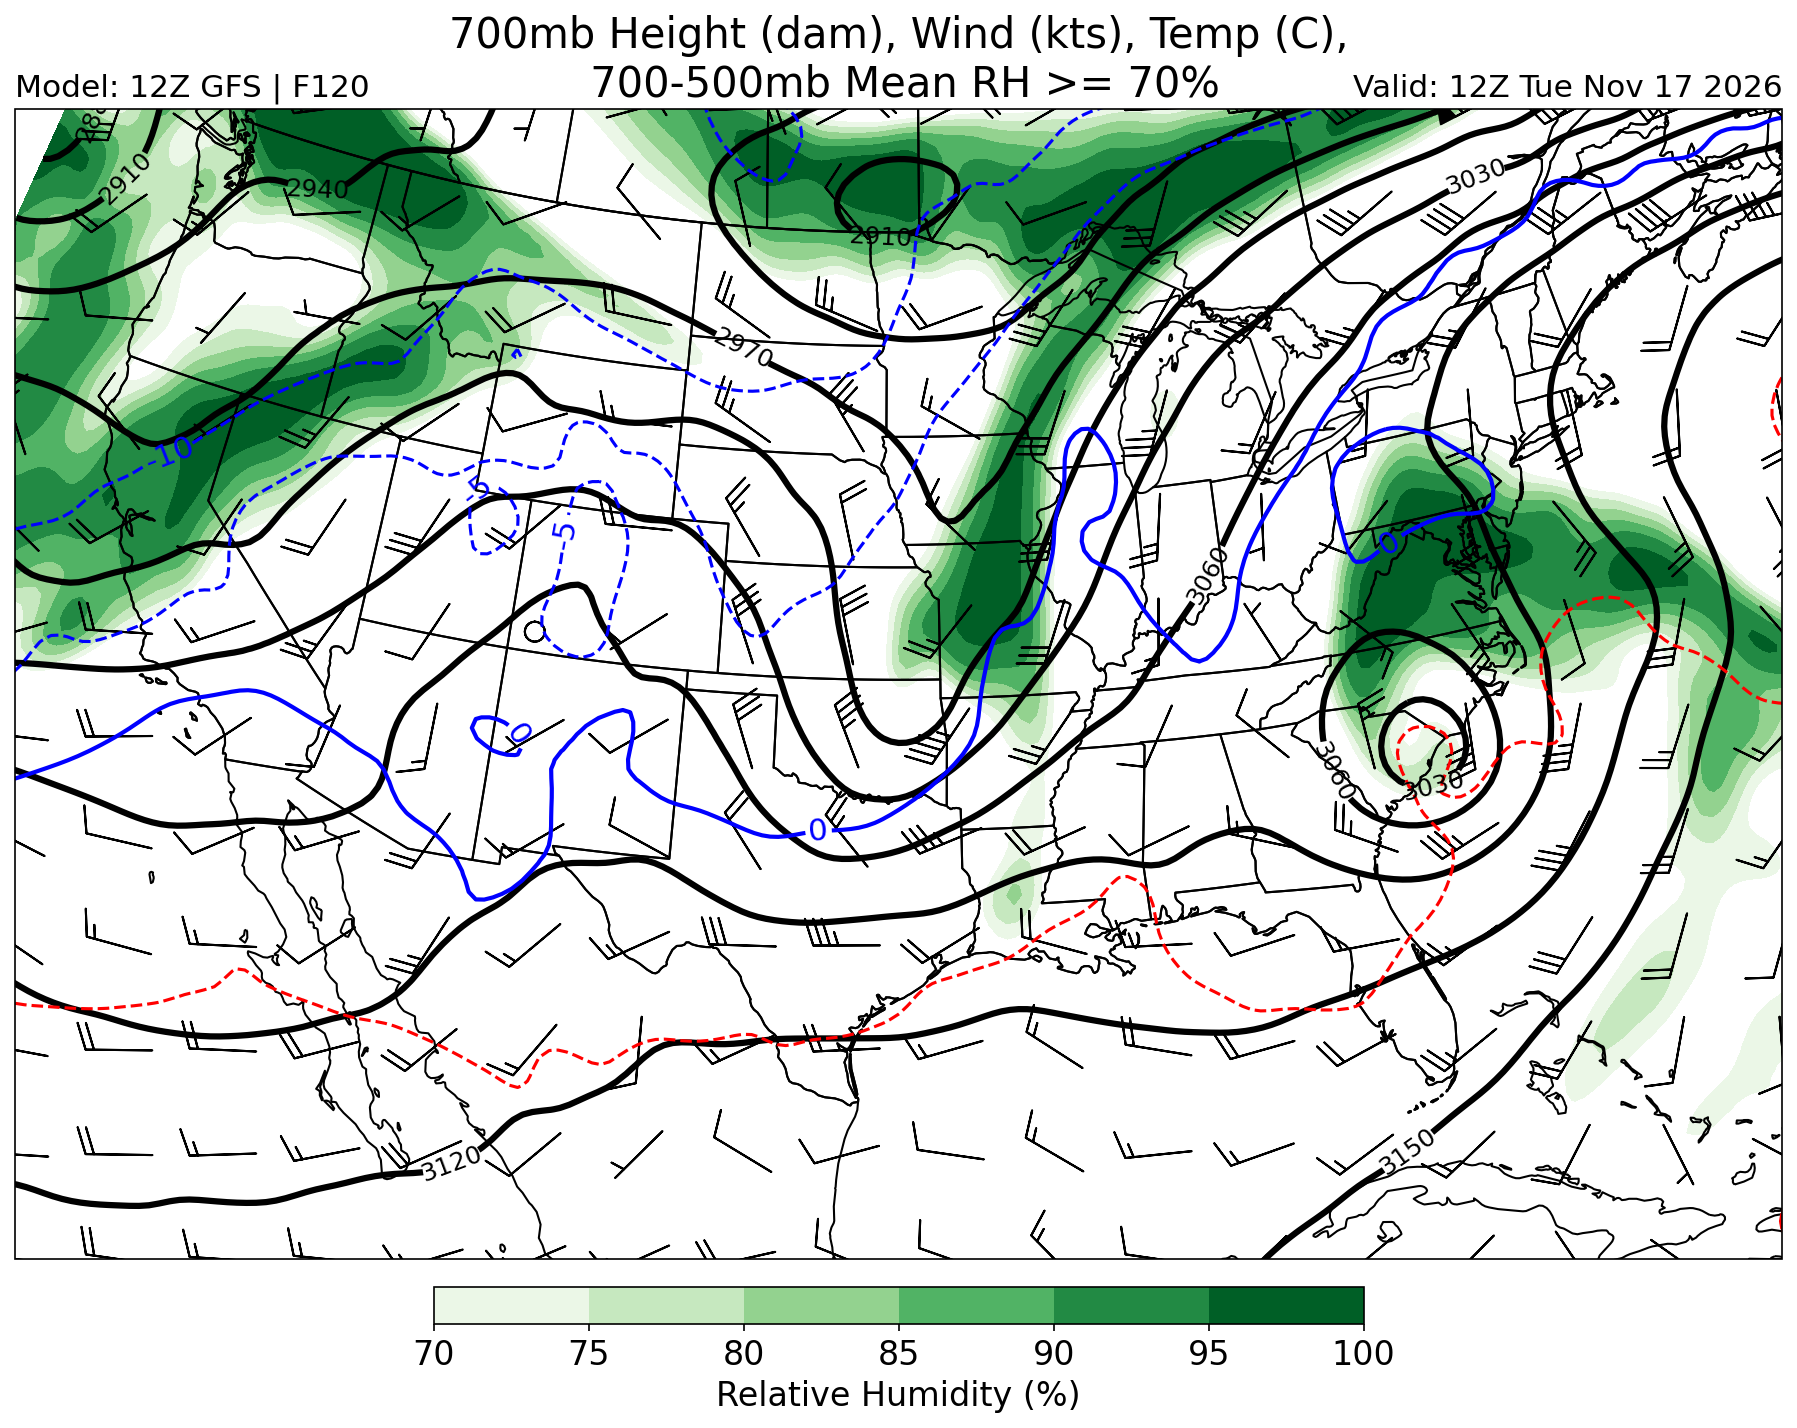 700mb Height (dam), Wind (kts), Temp (C),
700-500mb Mean RH >= 70%
Model: 12Z GFS | F120
Valid: 12Z Tue Nov 17 2026
2910
2940
3030
2910
2970
10
5
5
0
3060
0
0
3060
3030
3120
3150
70 75 80 85 90 95 100
Relative Humidity (%)